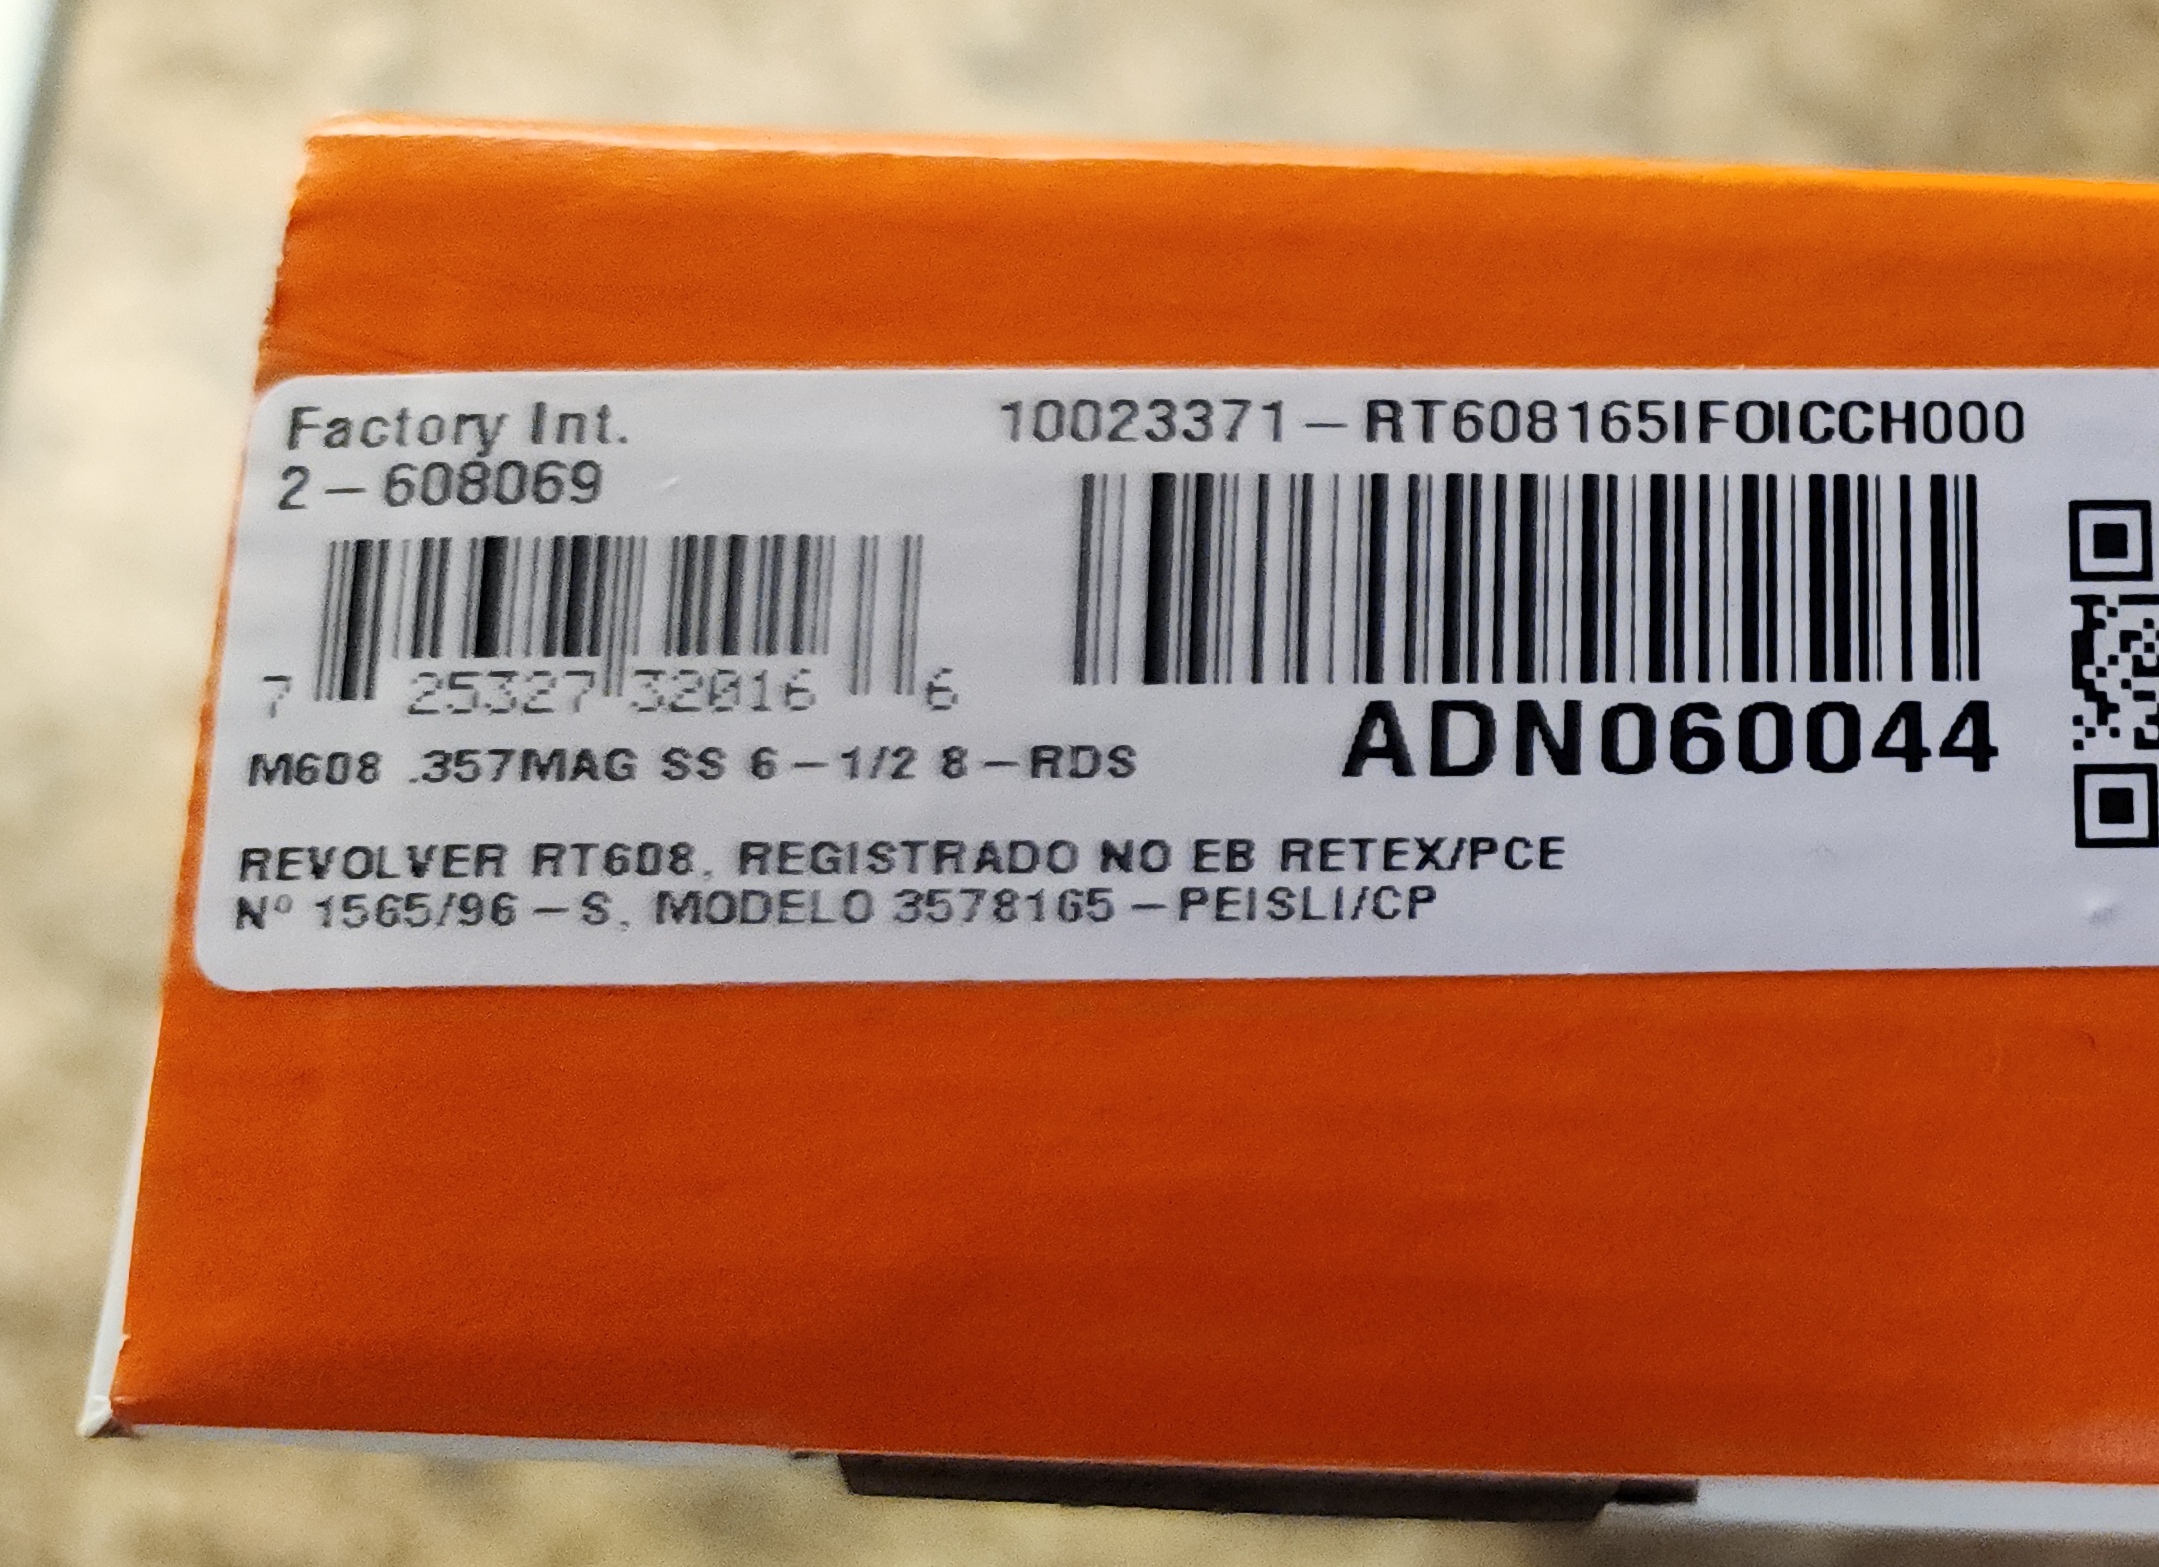 Factory Int.
2-608069
10023371-RT608165IFOICCH000
7 25327 32016 6
ADN060044
M608 .357MAG SS 6-1/2 8-RDS
REVOLVER RT608, REGISTRADO NO EB RETEX/PCE
Nº 1565/96-S, MODELO 3578165-PEISLI/CP